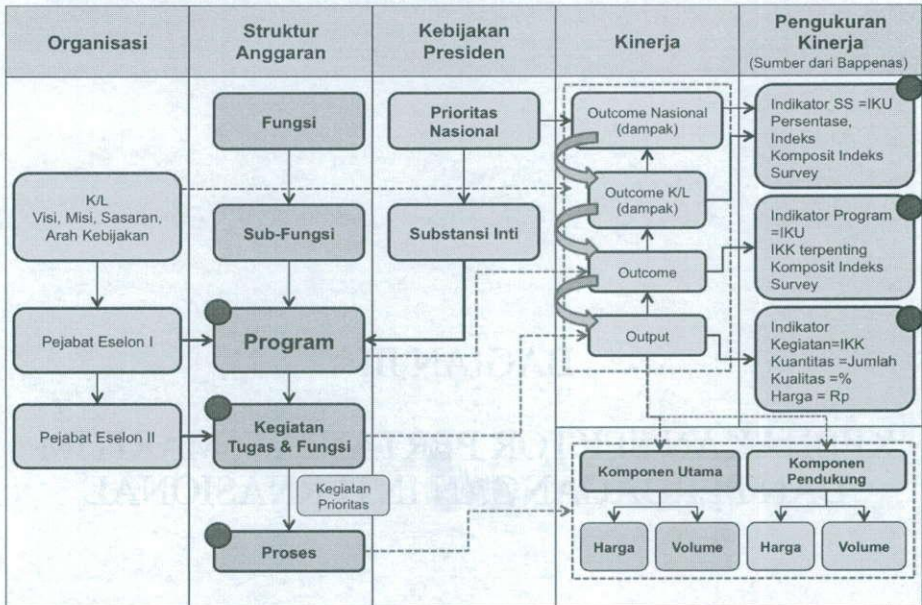 Organisasi
Struktur
Anggaran
Kebijakan
Presiden
Kinerja
Pengukuran
Kinerja
(Sumber dari Bappenas)
Fungsi
Prioritas
Nasional
Outcome Nasional
(dampak)
Indikator SS =IKU
Persentase,
Indeks
Komposit Indeks
Survey
K/L
Visi, Misi, Sasaran,
Arah Kebijakan
Sub-Fungsi
Substansi Inti
Outcome K/L
(dampak)
Outcome
Indikator Program
=IKU
IKK terpenting
Komposit Indeks
Survey
Pejabat Eselon I
Program
Output
Indikator
Kegiatan=IKK
Kuantitas =Jumlah
Kualitas =%
Harga = Rp
Pejabat Eselon II
Kegiatan
Tugas & Fungsi
Kegiatan
Prioritas
Proses
Komponen Utama
Komponen
Pendukung
Harga
Volume
Harga
Volume